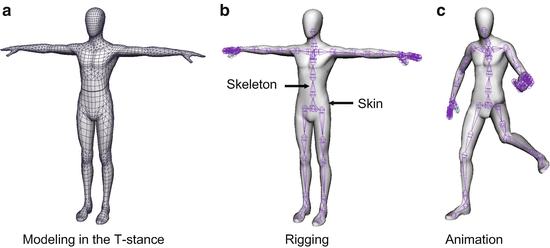 a
b
c
Skeleton
Skin
Modeling in the T-stance
Rigging
Animation